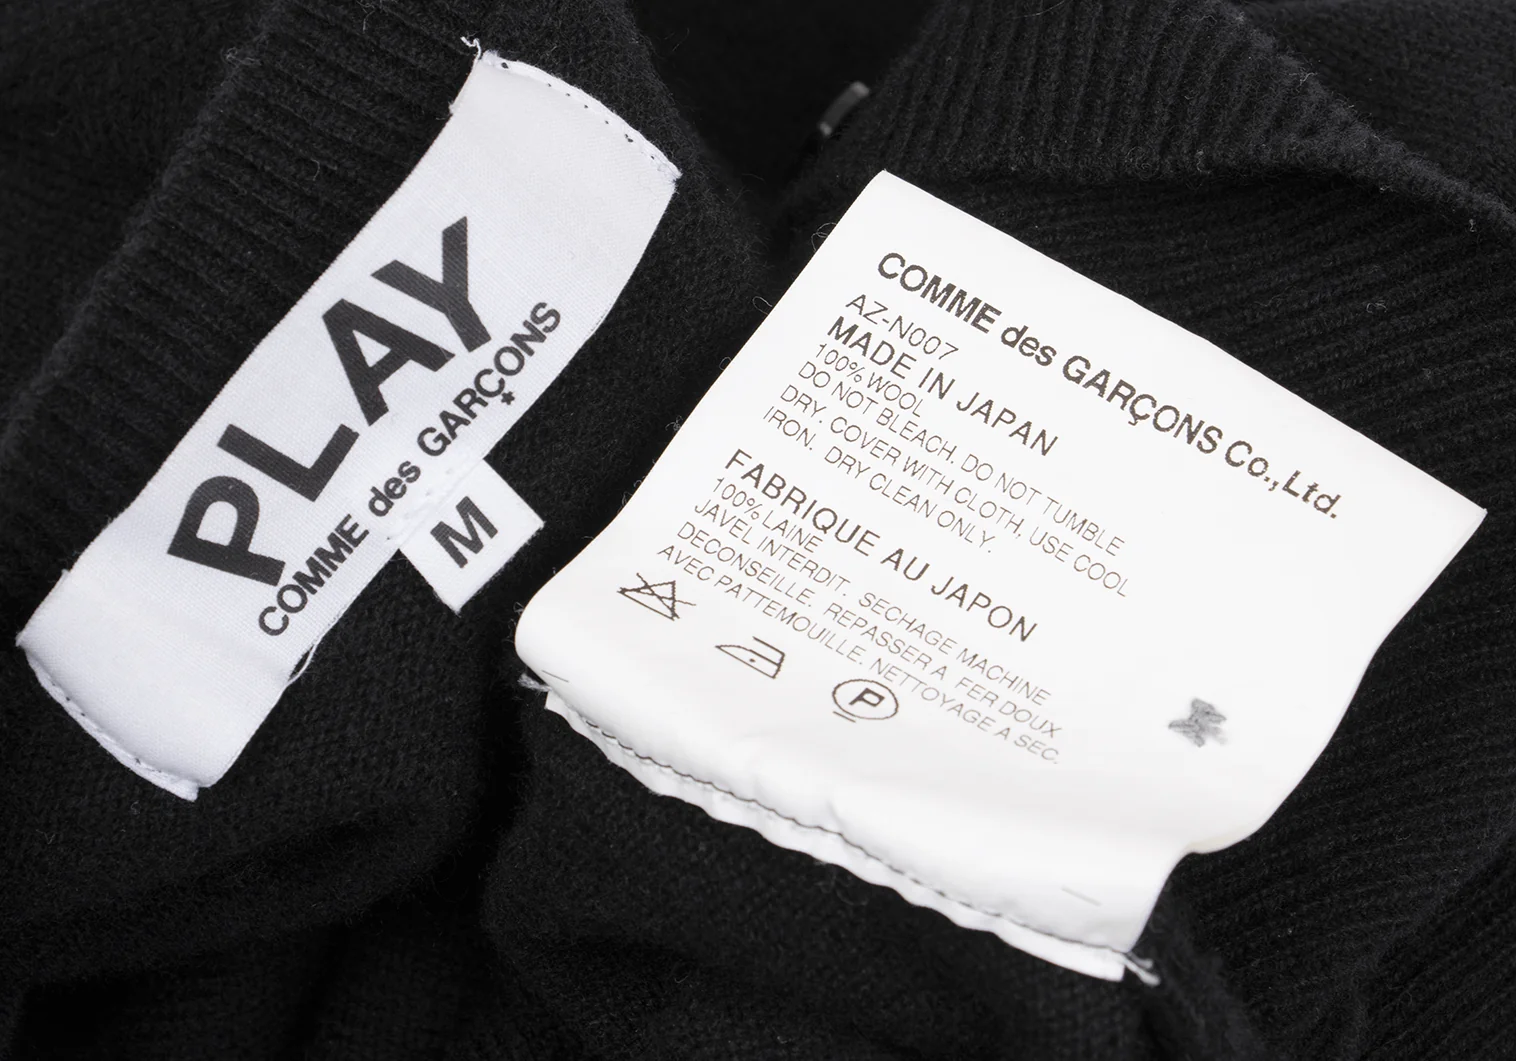 PLAY
COMME des GARÇONS
M
COMME des GARÇONS Co.,Ltd.
AZ-N007
MADE IN JAPAN
100% WOOL
DO NOT BLEACH, DO NOT TUMBLE
DRY. COVER WITH CLOTH, USE COOL
IRON. DRY CLEAN ONLY.
FABRIQUE AU JAPON
100% LAINE
JAVEL INTERDIT. SECHAGE MACHINE
DECONSEILLE. REPASSER A FER DOUX
AVEC PATTEMOUILLE. NETTOYAGE A SEC.
P